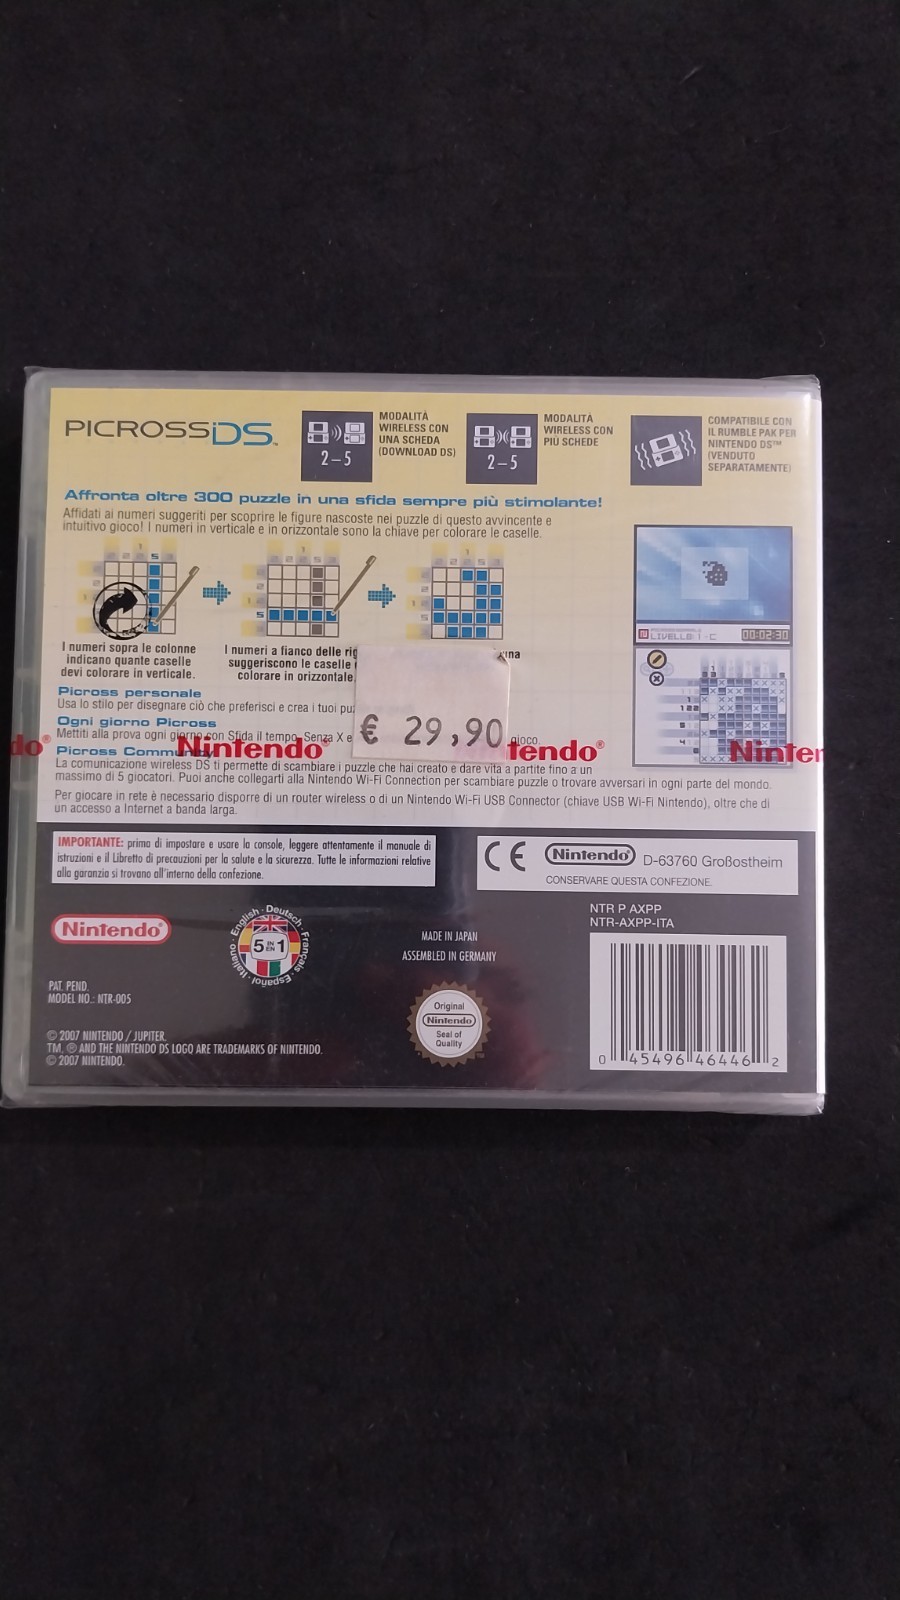 PICROSS DS™
2–5
MODALITÀ
WIRELESS CON
UNA SCHEDA
(DOWNLOAD DS)
2–5
MODALITÀ
WIRELESS CON
PIÙ SCHEDE
COMPATIBILE CON
IL RUMBLE PAK PER
NINTENDO DS™
(VENDUTO
SEPARATAMENTE)
Affronta oltre 300 puzzle in una sfida sempre più stimolante!
Affidati ai numeri suggeriti per scoprire le figure nascoste nei puzzle di questo avvincente e
intuitivo gioco! I numeri in verticale e in orizzontale sono la chiave per colorare le caselle.
I numeri sopra le colonne
indicano quante caselle
devi colorare in verticale.
I numeri a fianco delle rig
suggeriscono le caselle
colorare in orizzontale.
una
LIVELLO 1-C
00:02:30
Picross personale
Usa lo stilo per disegnare ciò che preferisci e crea i tuoi pu
€ 29,90
Ogni giorno Picross
Mettiti alla prova ogni giorno con Sfida il tempo, Senza X e
gioco.
do® Nintendo® tendo® Ninten
Picross Community
La comunicazione wireless DS ti permette di scambiare i puzzle che hai creato e dare vita a partite fino a un
massimo di 5 giocatori. Puoi anche collegarti alla Nintendo Wi-Fi Connection per scambiare puzzle o trovare avversari in ogni parte del mondo.
Per giocare in rete è necessario disporre di un router wireless o di un Nintendo Wi-Fi USB Connector (chiave USB Wi-Fi Nintendo), oltre che di
un accesso a Internet a banda larga.
IMPORTANTE: prima di impostare e usare la console, leggere attentamente il manuale di
istruzioni e il Libretto di precauzioni per la salute e la sicurezza. Tutte le informazioni relative
alla garanzia si trovano all'interno della confezione.
CE Nintendo® D-63760 Großostheim
CONSERVARE QUESTA CONFEZIONE.
Nintendo®
English · Deutsch · Français · Español · Italiano
5 IN EN 1
MADE IN JAPAN
ASSEMBLED IN GERMANY
NTR P AXPP
NTR-AXPP-ITA
PAT. PEND.
MODEL NO.: NTR-005
Original
Nintendo
Seal of
Quality
© 2007 NINTENDO / JUPITER.
TM, ® AND THE NINTENDO DS LOGO ARE TRADEMARKS OF NINTENDO.
© 2007 NINTENDO.
0 45496 46446 2